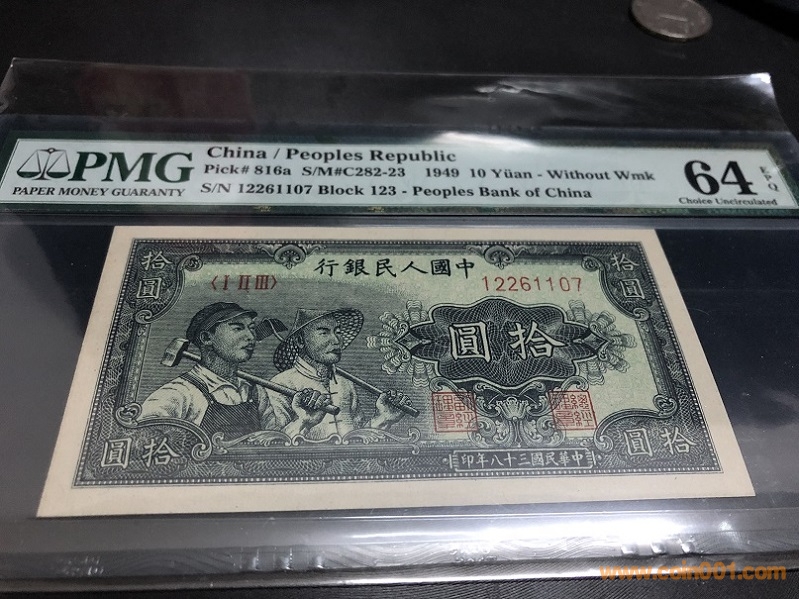 PMG
PAPER MONEY GUARANTY
China / Peoples Republic
Pick# 816a S/M#C282-23 1949 10 Yüan - Without Wmk
S/N 12261107 Block 123 - Peoples Bank of China
64 EPQ
Choice Uncirculated
拾圓
行銀民人國中
拾圓
〈I II III〉
12261107
圓拾
圓拾
印年八十三國民華中
圓拾
www.coin001.com